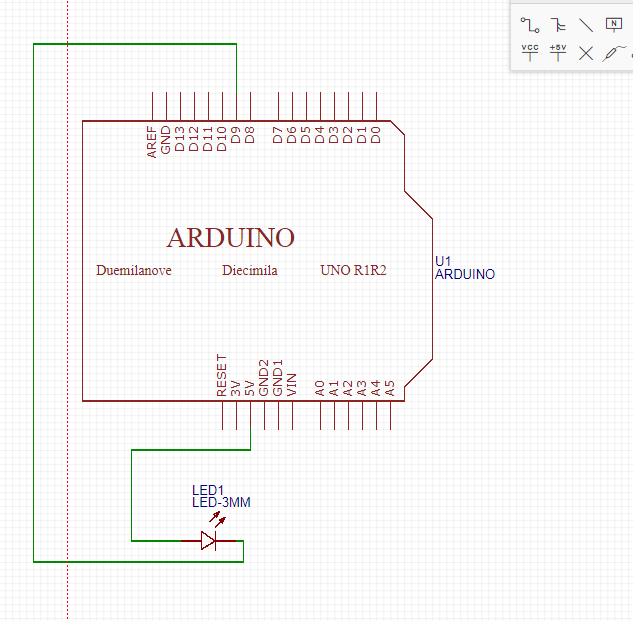 N
VCC
+5V
AREF
GND
D13
D12
D11
D10
D9
D8
D7
D6
D5
D4
D3
D2
D1
D0
ARDUINO
Duemilanove
Diecimila
UNO R1R2
U1
ARDUINO
RESET
3V
5V
GND2
GND1
VIN
A0
A1
A2
A3
A4
A5
LED1
LED-3MM